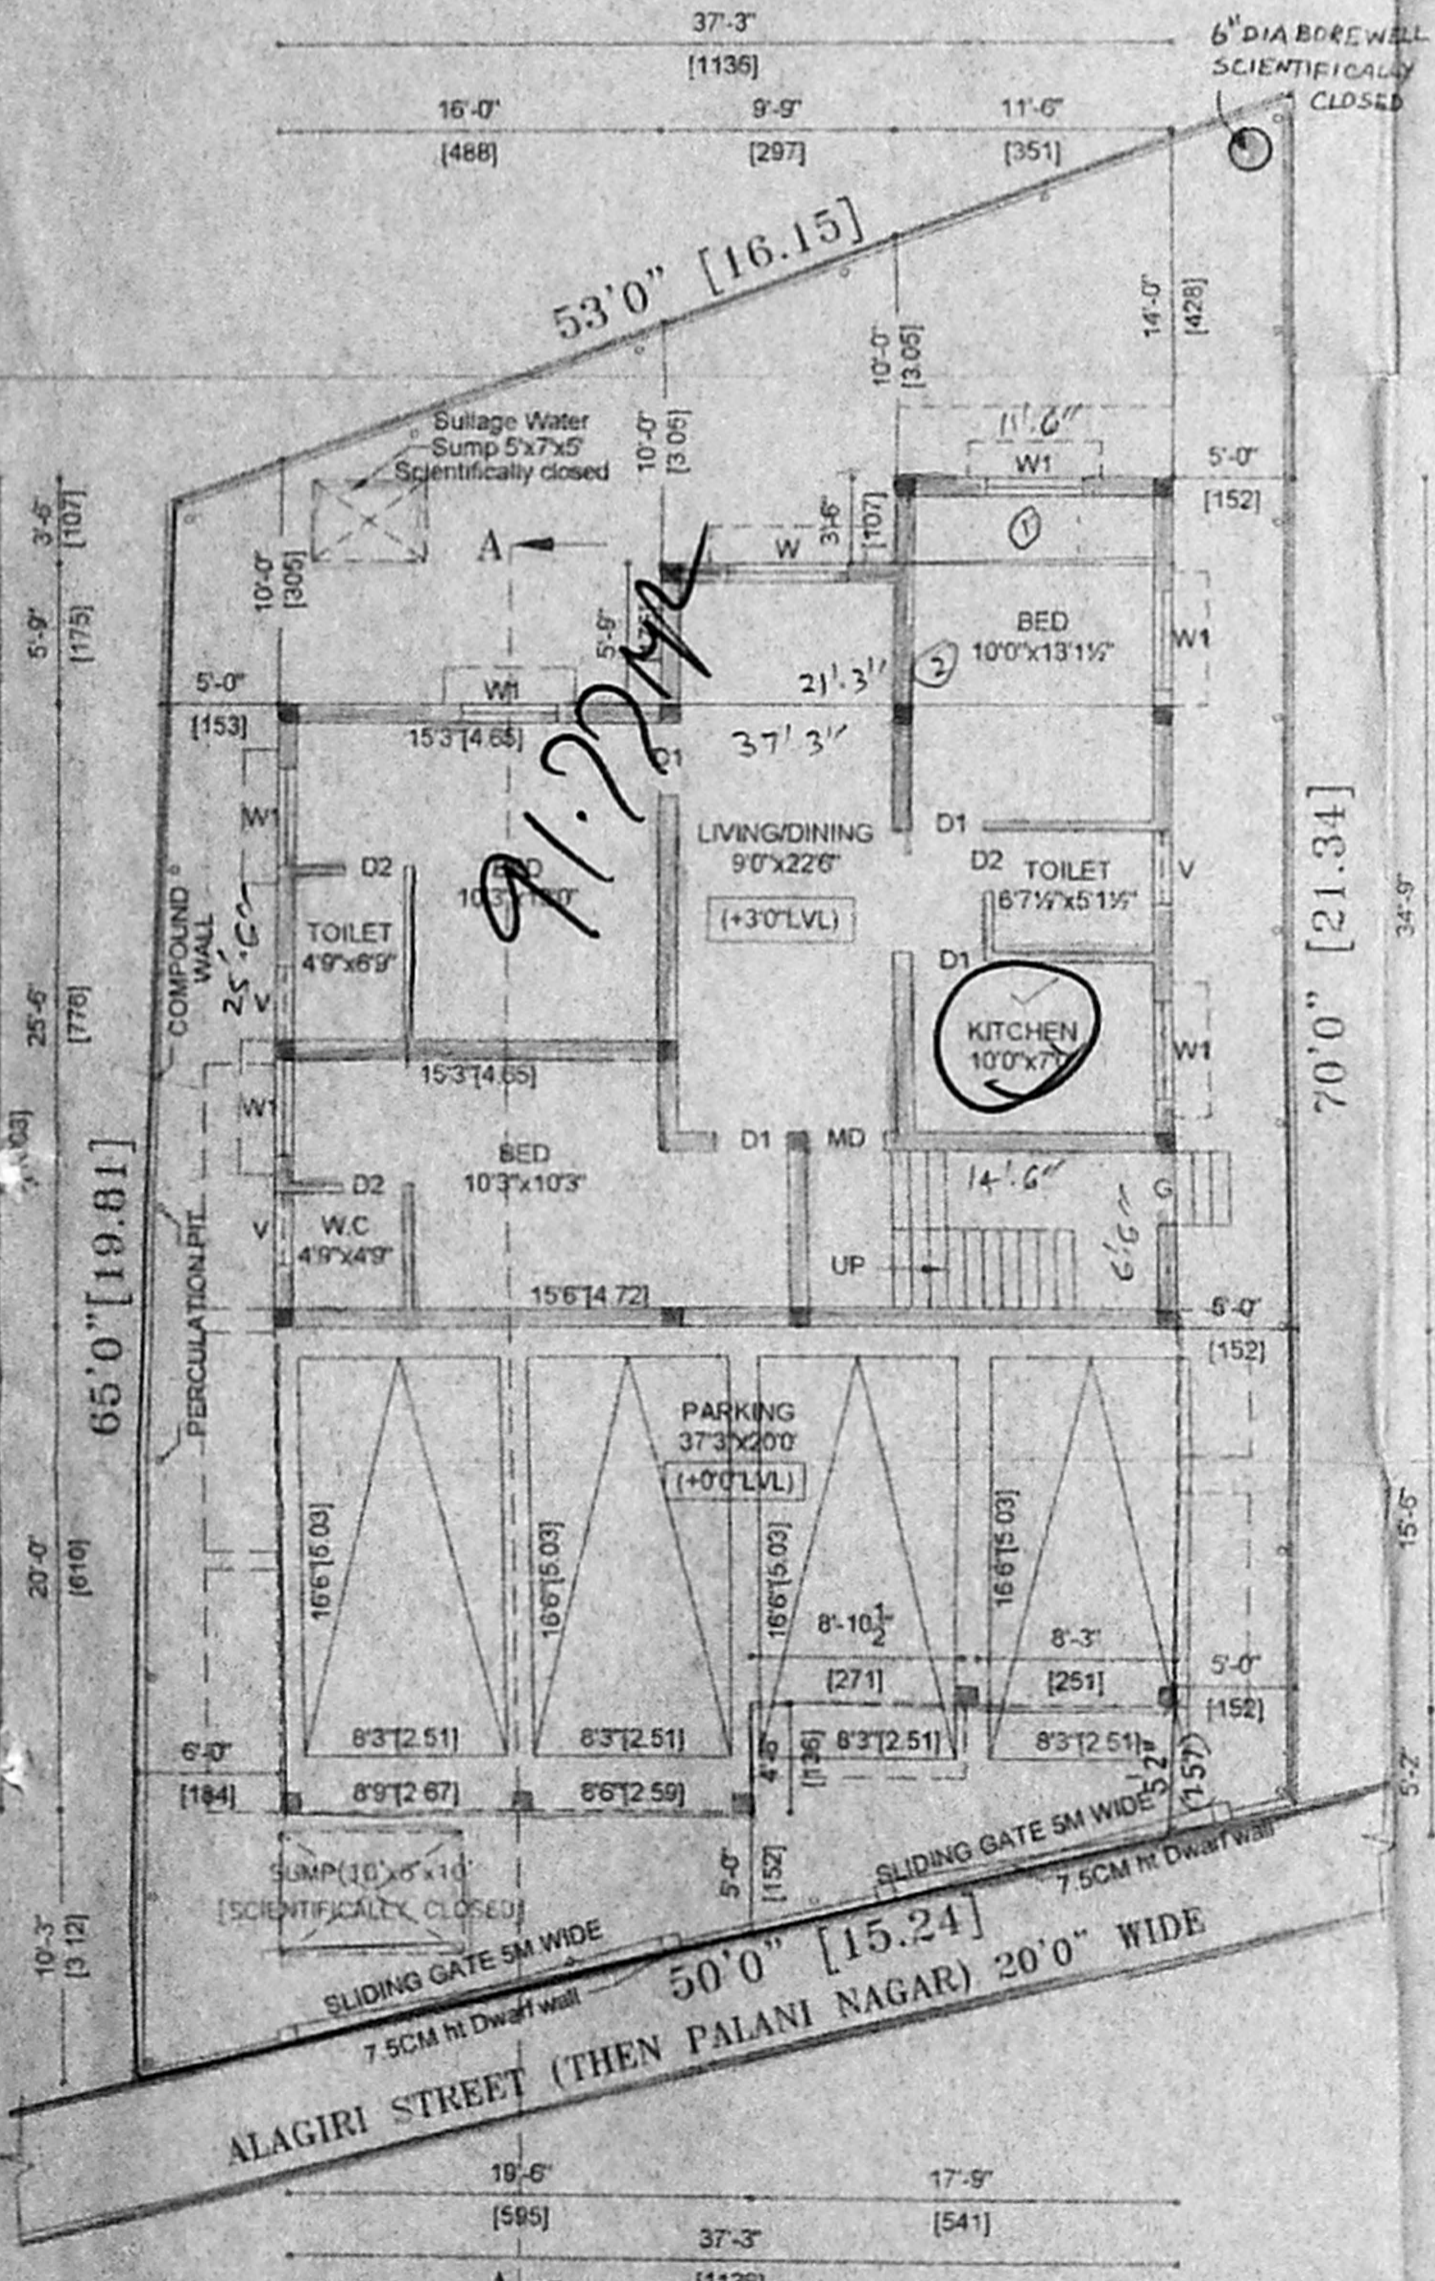 37'-3"
[1136]
6" DIA BOREWELL
SCIENTIFICALLY
CLOSED
16'-0"
9'-9"
11'-6"
[488]
[297]
[351]
53'0" [16.15]
14'-0"
[428]
10'-0"
[3.05]
Sullage Water
Sump 5'x7'x5'
Scientifically closed
10'-0"
[3.05]
11'.6"
W1
5'-0"
[152]
3'-6"
[107]
10'-0"
[305]
A
W
3'-6"
[107]
1
5'-9"
[175]
5'-9"
BED
10'0"x13'1½"
W1
2
21'.3"
5'-0"
[153]
W1
15'3"[4.65]
D1
37'.3"
W1
LIVING/DINING
9'0"x22'6"
(+3'0"LVL)
D1
D2
TOILET
6'7½"x5'1½"
V
D2
BED
TOILET
4'9"x6'9"
COMPOUND
WALL
25'.6"
V
D1
KITCHEN
W1
25'-6"
[776]
34'-9"
70'0" [21.34]
15'3"[4.65]
W1
BED
10'3"x10'3"
D1
MD
14'.6"
6'.6"
G
D2
W.C
4'9"x4'9"
V
UP
65'0"[19.81]
PERCULATION PIT
15'6"[4.72]
5'-0"
[152]
PARKING
37'3"x20'0
(+0'0"LVL)
16'6"[5.03]
16'6"[5.03]
16'6"[5.03]
16'6"[5.03]
20'-0"
[610]
15'-6"
8'-10½"
[271]
8'-3"
[251]
5'-0"
[152]
6'-0"
[184]
8'3"[2.51]
8'3"[2.51]
8'3"[2.51]
8'3"[2.51]
8'9"[2.67]
8'6"[2.59]
4'-6"
[136]
5'2"
(1.57)
5'-2"
SUMP(10'x6'x10'
[SCIENTIFICALLY CLOSED]
5'-0"
[152]
SLIDING GATE 5M WIDE
7.5CM ht Dwarf wall
10'-3"
[3.12]
SLIDING GATE 5M WIDE
7.5CM ht Dwarf wall
50'0" [15.24]
ALAGIRI STREET (THEN PALANI NAGAR) 20'0" WIDE
19'-6"
[595]
17'-9"
[541]
37'-3"
[1136]